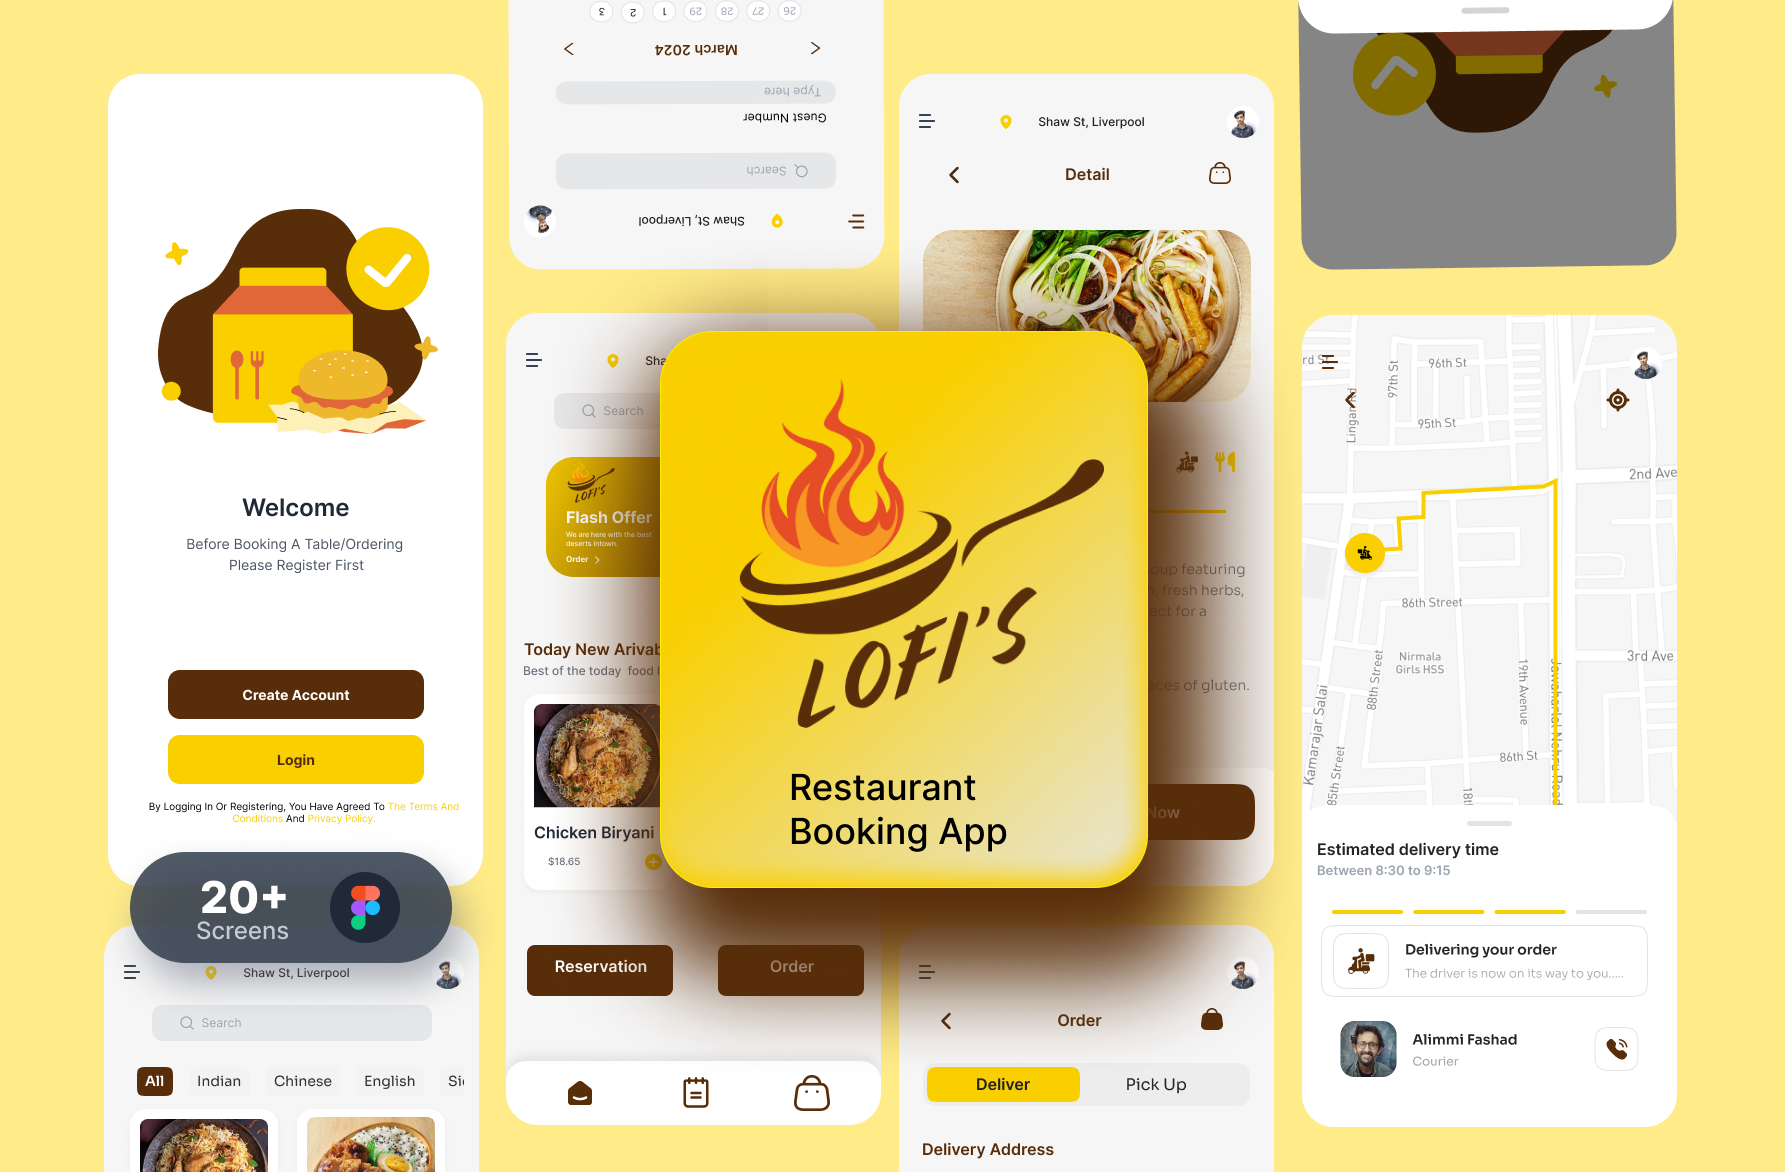 Welcome
Before Booking A Table/Ordering
Please Register First
Create Account
Login
By Logging In Or Registering, You Have Agreed To The Terms And
Conditions And Privacy Policy.
20+
Screens
Shaw St, Liverpool
Search
All
Indian
Chinese
English
Shaw St, Liverpool
Search
Guest Number
Type here
March 2024
26 27 28 29 1 2 3
Sha
Search
LOFI'S
Flash Offer
We are here with the best
deserts intown.
Order
Today New Arivab
Best of the today food
Chicken Biryani
$18.65
Reservation
Order
LOFI'S
Restaurant
Booking App
Shaw St, Liverpool
Detail
oup featuring
fresh herbs,
ect for a
ces of gluten.
Now
Order
Deliver
Pick Up
Delivery Address
rd St
97th St
96th St
95th St
2nd Ave
86th Street
Nirmala
Girls HSS
3rd Ave
88th Street
19th Avenue
Kamarajar Salai
85th Street
86th St
18t
Jawaharlal Nehru Road
Estimated delivery time
Between 8:30 to 9:15
Delivering your order
The driver is now on its way to you.....
Alimmi Fashad
Courier